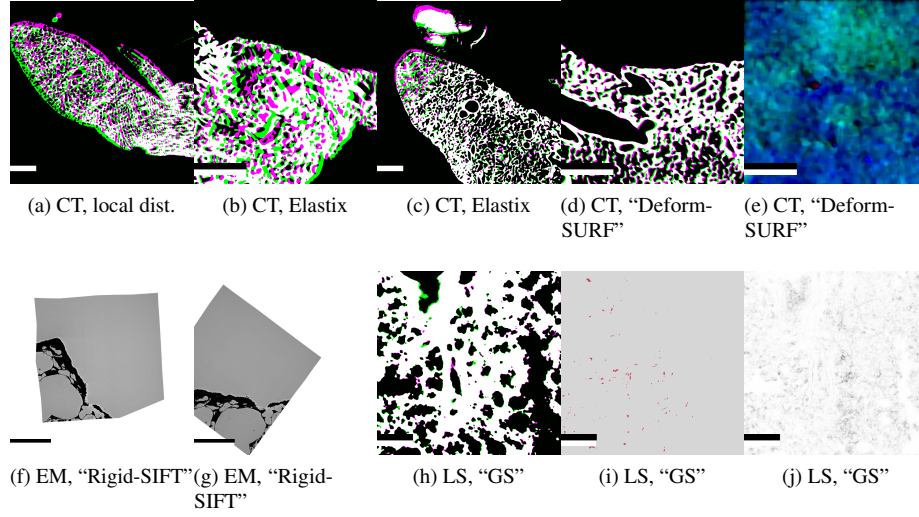 (a) CT, local dist.
(b) CT, Elastix
(c) CT, Elastix
(d) CT, “Deform-
SURF”
(e) CT, “Deform-
SURF”
(f) EM, “Rigid-SIFT”
(g) EM, “Rigid-
SIFT”
(h) LS, “GS”
(i) LS, “GS”
(j) LS, “GS”